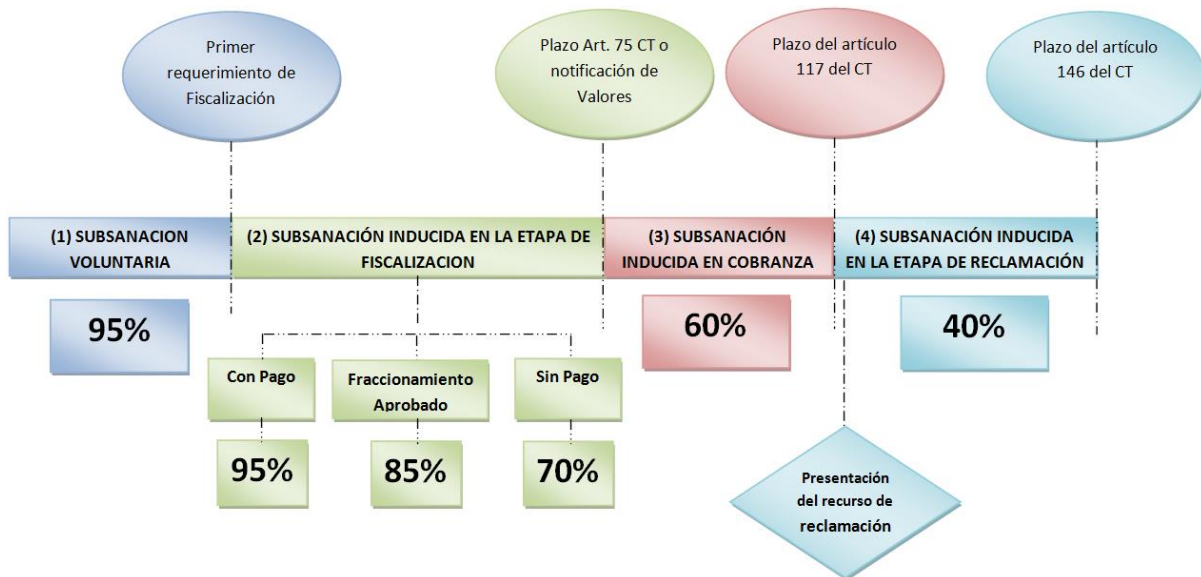 Primer
requerimiento de
Fiscalización
Plazo Art. 75 CT o
notificación de
Valores
Plazo del artículo
117 del CT
Plazo del artículo
146 del CT
(1) SUBSANACION
VOLUNTARIA
(2) SUBSANACIÓN INDUCIDA EN LA ETAPA DE
FISCALIZACION
(3) SUBSANACIÓN
INDUCIDA EN COBRANZA
(4) SUBSANACIÓN INDUCIDA
EN LA ETAPA DE RECLAMACIÓN
95%
60%
40%
Con Pago
Fraccionamiento
Aprobado
Sin Pago
95%
85%
70%
Presentación
del recurso de
reclamación